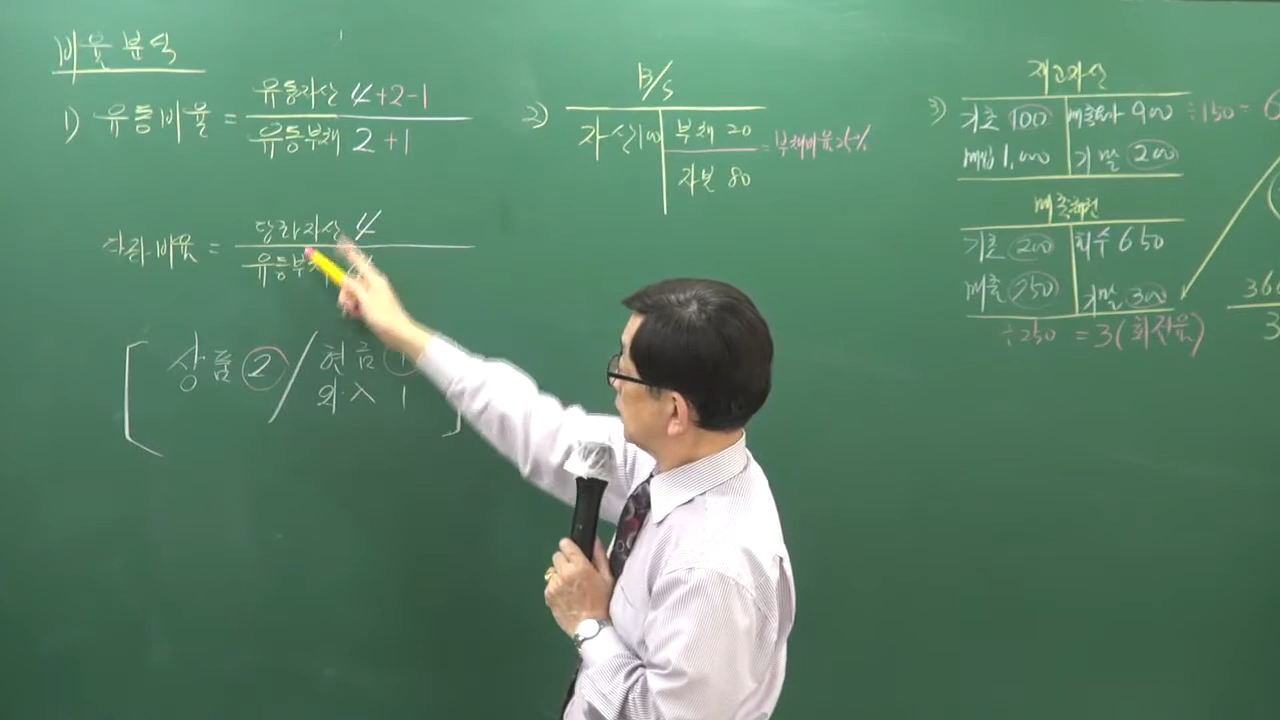 비율분석
1) 유동비율 = 유동자산 4+2-1
유동부채 2+1
당좌비율 = 당좌자산 4
유동부
상품 2 / 현금 1
외入 1
2) B/S
자산 100 부채 20
자본 80
= 부채비율 25%
3) 재고자산
기초 100 매출원가 900 ÷150=6
매입 1,000 기말 200
매출채권
기초 200 회수 650
매출 750 기말 300
÷250 = 3 (회전율)
36
3